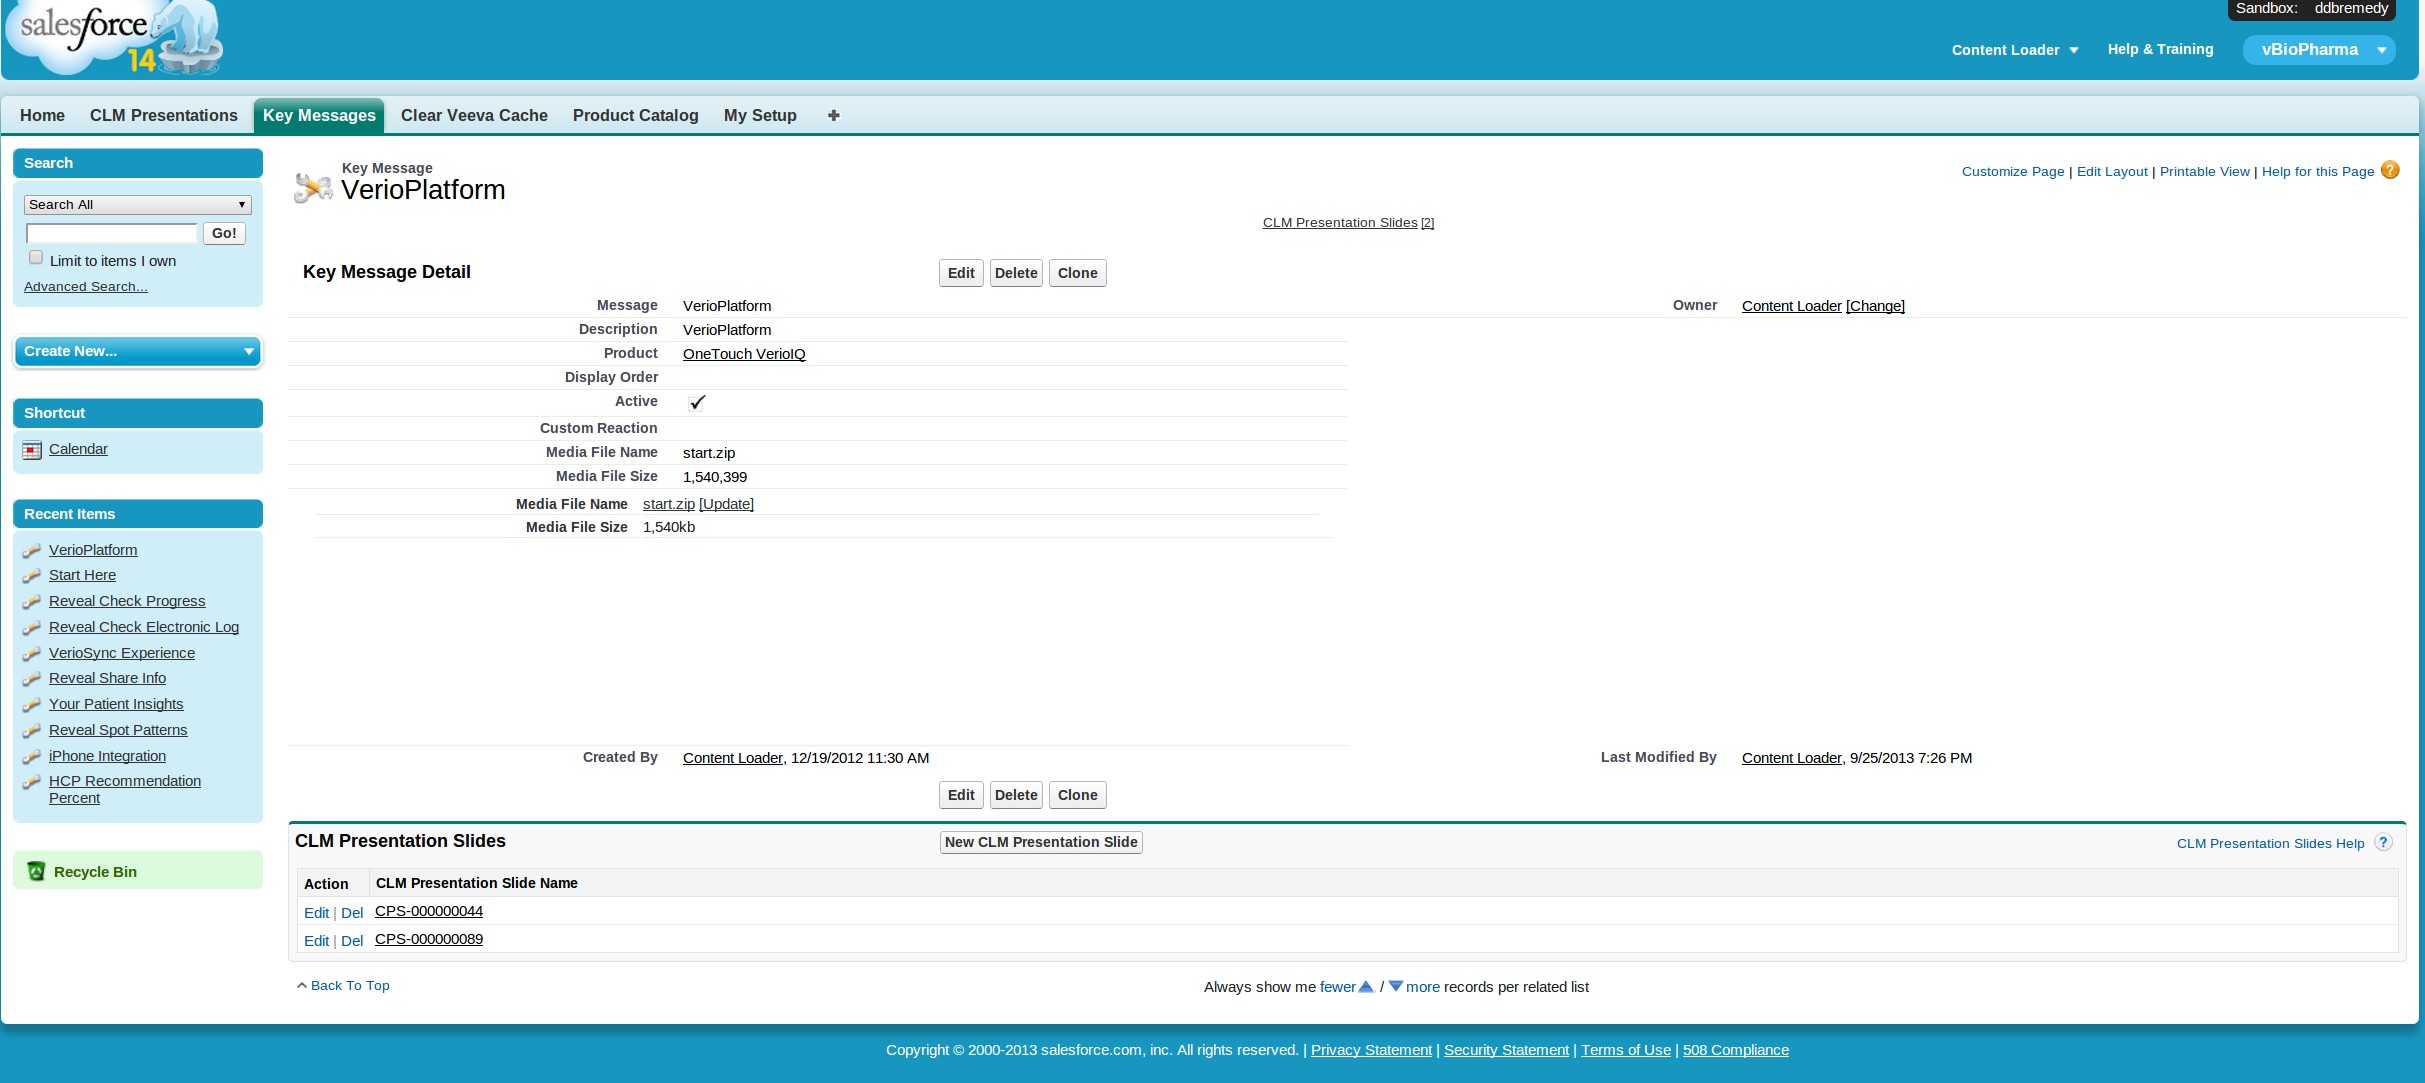 salesforce
14
Sandbox: ddbremedy
Content Loader
Help & Training
vBioPharma
Home
CLM Presentations
Key Messages
Clear Veeva Cache
Product Catalog
My Setup
Search
Search All
Go!
Limit to items I own
Advanced Search...
Create New...
Shortcut
Calendar
Recent Items
VerioPlatform
Start Here
Reveal Check Progress
Reveal Check Electronic Log
VerioSync Experience
Reveal Share Info
Your Patient Insights
Reveal Spot Patterns
iPhone Integration
HCP Recommendation
Percent
Recycle Bin
Key Message
VerioPlatform
Customize Page | Edit Layout | Printable View | Help for this Page ?
CLM Presentation Slides [2]
Key Message Detail
Edit Delete Clone
Message VerioPlatform
Owner Content Loader [Change]
Description VerioPlatform
Product OneTouch VerioIQ
Display Order
Active
Custom Reaction
Media File Name start.zip
Media File Size 1,540,399
Media File Name start.zip [Update]
Media File Size 1,540kb
Created By Content Loader, 12/19/2012 11:30 AM
Last Modified By Content Loader, 9/25/2013 7:26 PM
Edit Delete Clone
CLM Presentation Slides
New CLM Presentation Slide
CLM Presentation Slides Help ?
Action CLM Presentation Slide Name
Edit | Del CPS-000000044
Edit | Del CPS-000000089
Back To Top
Always show me fewer / more records per related list
Copyright © 2000-2013 salesforce.com, inc. All rights reserved. | Privacy Statement | Security Statement | Terms of Use | 508 Compliance